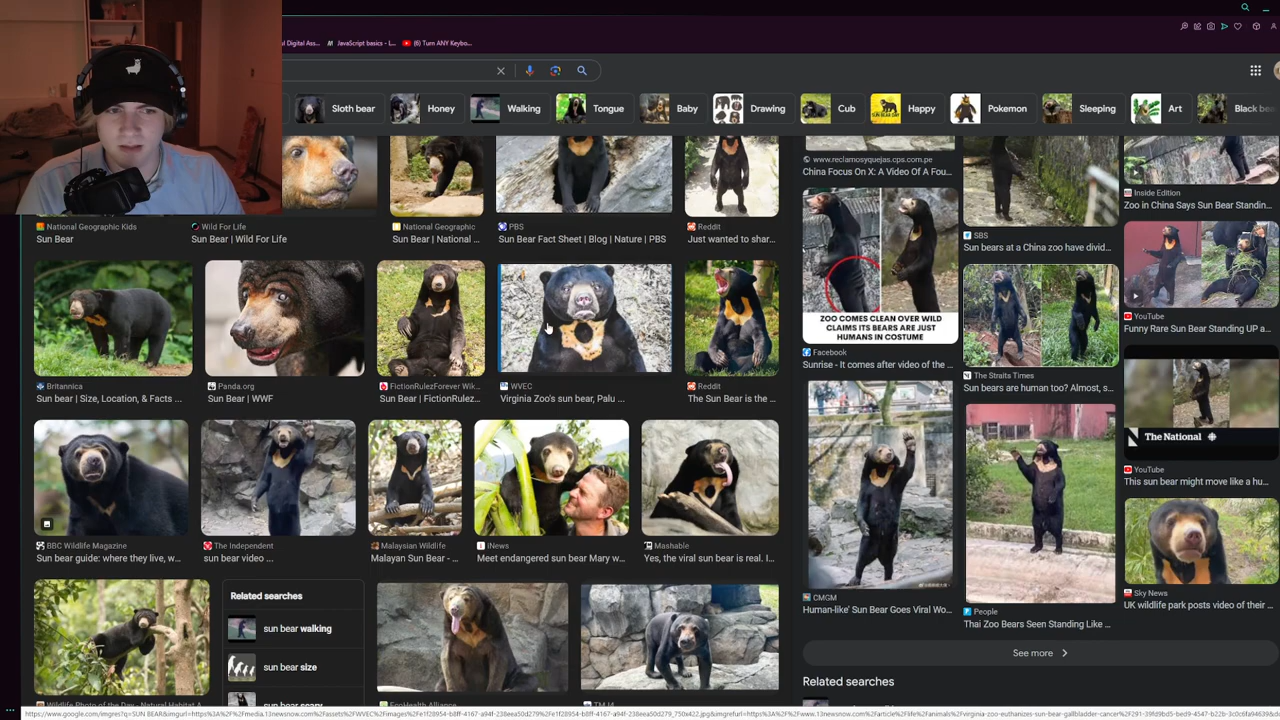 ul Digital Ass...
JavaScript basics - L...
(6) Turn ANY Keybo...
Sloth bear
Honey
Walking
Tongue
Baby
Drawing
Cub
Happy
Pokemon
Sleeping
Art
Black bea
National Geographic Kids
Sun Bear
Wild For Life
Sun Bear | Wild For Life
National Geographic
Sun Bear | National ...
PBS
Sun Bear Fact Sheet | Blog | Nature | PBS
Reddit
Just wanted to shar...
www.reclamosyquejas.cps.com.pe
China Focus On X: A Video Of A Fou...
SBS
Sun bears at a China zoo have divid...
Inside Edition
Zoo in China Says Sun Bear Standin...
ZOO COMES CLEAN OVER WILD
CLAIMS ITS BEARS ARE JUST
HUMANS IN COSTUME
Facebook
Sunrise - It comes after video of the ...
The Straits Times
Sun bears are human too? Almost, s...
YouTube
Funny Rare Sun Bear Standing UP a...
Britannica
Sun bear | Size, Location, & Facts ...
Panda.org
Sun Bear | WWF
FictionRulezForever Wik...
Sun Bear | FictionRulez...
WVEC
Virginia Zoo's sun bear, Palu ...
Reddit
The Sun Bear is the ...
The National
YouTube
This sun bear might move like a hu...
BBC Wildlife Magazine
Sun bear guide: where they live, w...
The Independent
sun bear video ...
Malaysian Wildlife
Malayan Sun Bear - ...
iNews
Meet endangered sun bear Mary w...
Mashable
Yes, the viral sun bear is real. I...
CMGM
Human-like' Sun Bear Goes Viral Wo...
People
Thai Zoo Bears Seen Standing Like ...
Sky News
UK wildlife park posts video of their ...
Related searches
sun bear walking
sun bear size
See more
Related searches